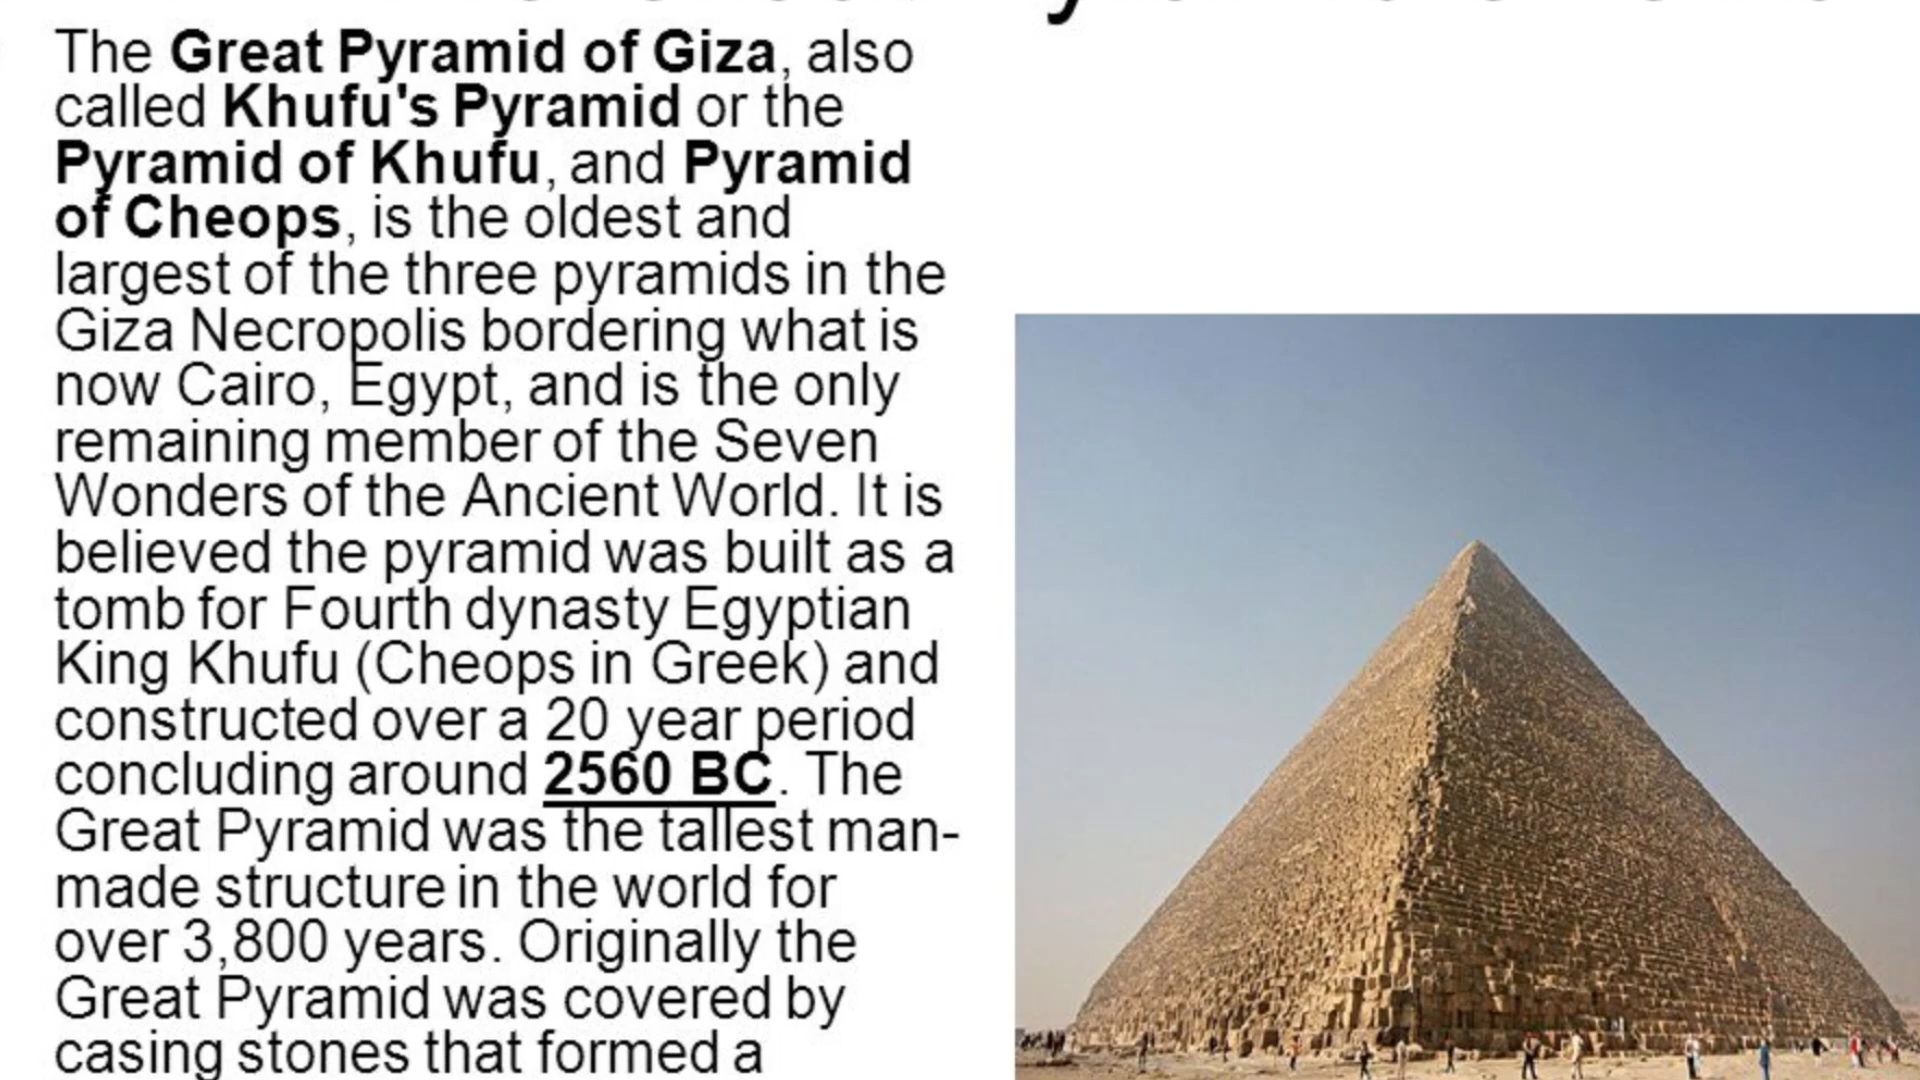 The Great Pyramid of Giza, also
called Khufu's Pyramid or the
Pyramid of Khufu, and Pyramid
of Cheops, is the oldest and
largest of the three pyramids in the
Giza Necropolis bordering what is
now Cairo, Egypt, and is the only
remaining member of the Seven
Wonders of the Ancient World. It is
believed the pyramid was built as a
tomb for Fourth dynasty Egyptian
King Khufu (Cheops in Greek) and
constructed over a 20 year period
concluding around 2560 BC. The
Great Pyramid was the tallest man-
made structure in the world for
over 3,800 years. Originally the
Great Pyramid was covered by
casing stones that formed a